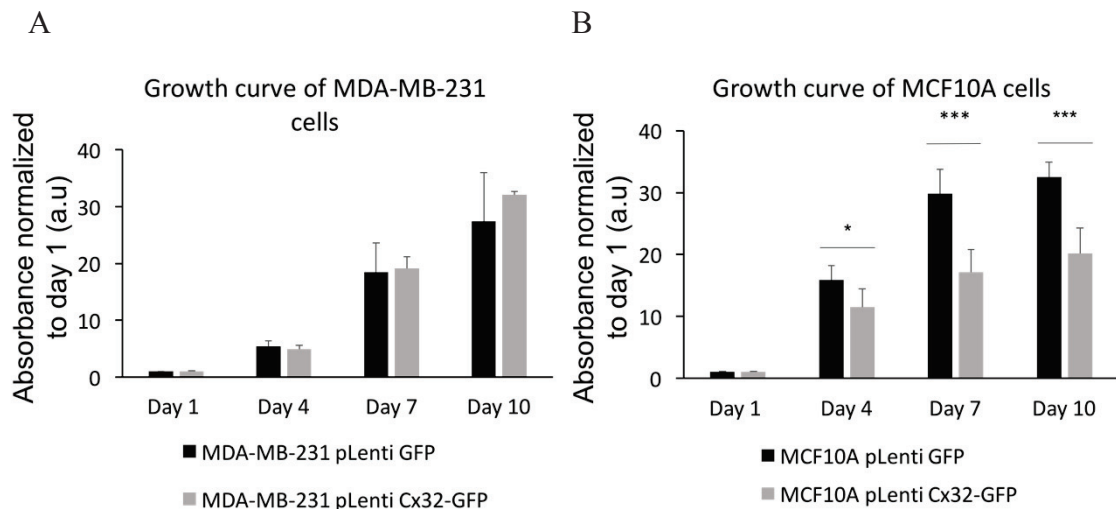 A
Growth curve of MDA-MB-231
cells
Absorbance normalized
to day 1 (a.u)
40
30
20
10
0
Day 1 Day 4 Day 7 Day 10
MDA-MB-231 pLenti GFP
MDA-MB-231 pLenti Cx32-GFP
B
Growth curve of MCF10A cells
Absorbance normalized
to day 1 (a.u)
40
30
20
10
0
* *** ***
Day 1 Day 4 Day 7 Day 10
MCF10A pLenti GFP
MCF10A pLenti Cx32-GFP